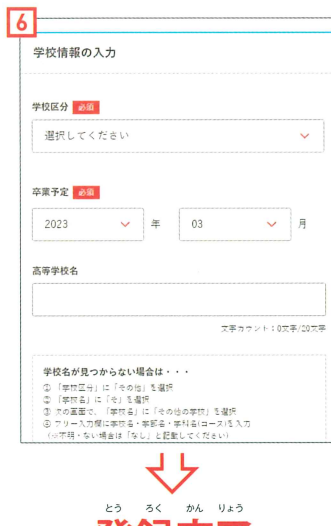 6
学校情報の入力
学校区分 必須
選択してください
卒業予定 必須
2023 年 03 月
高等学校名
文字カウント：0文字/20文字
学校名が見つからない場合は・・・
① 「学校区分」に「その他」を選択
② 「学校名」に「そ」を選択
③ 次の画面で、「学校名」に「その他の学校」を選択
④ フリー入力欄に学校名・学部名・学科名(コース)を入力
(※不明・ない場合は「なし」と記載してください)
とう ろく かん りょう
登録完了